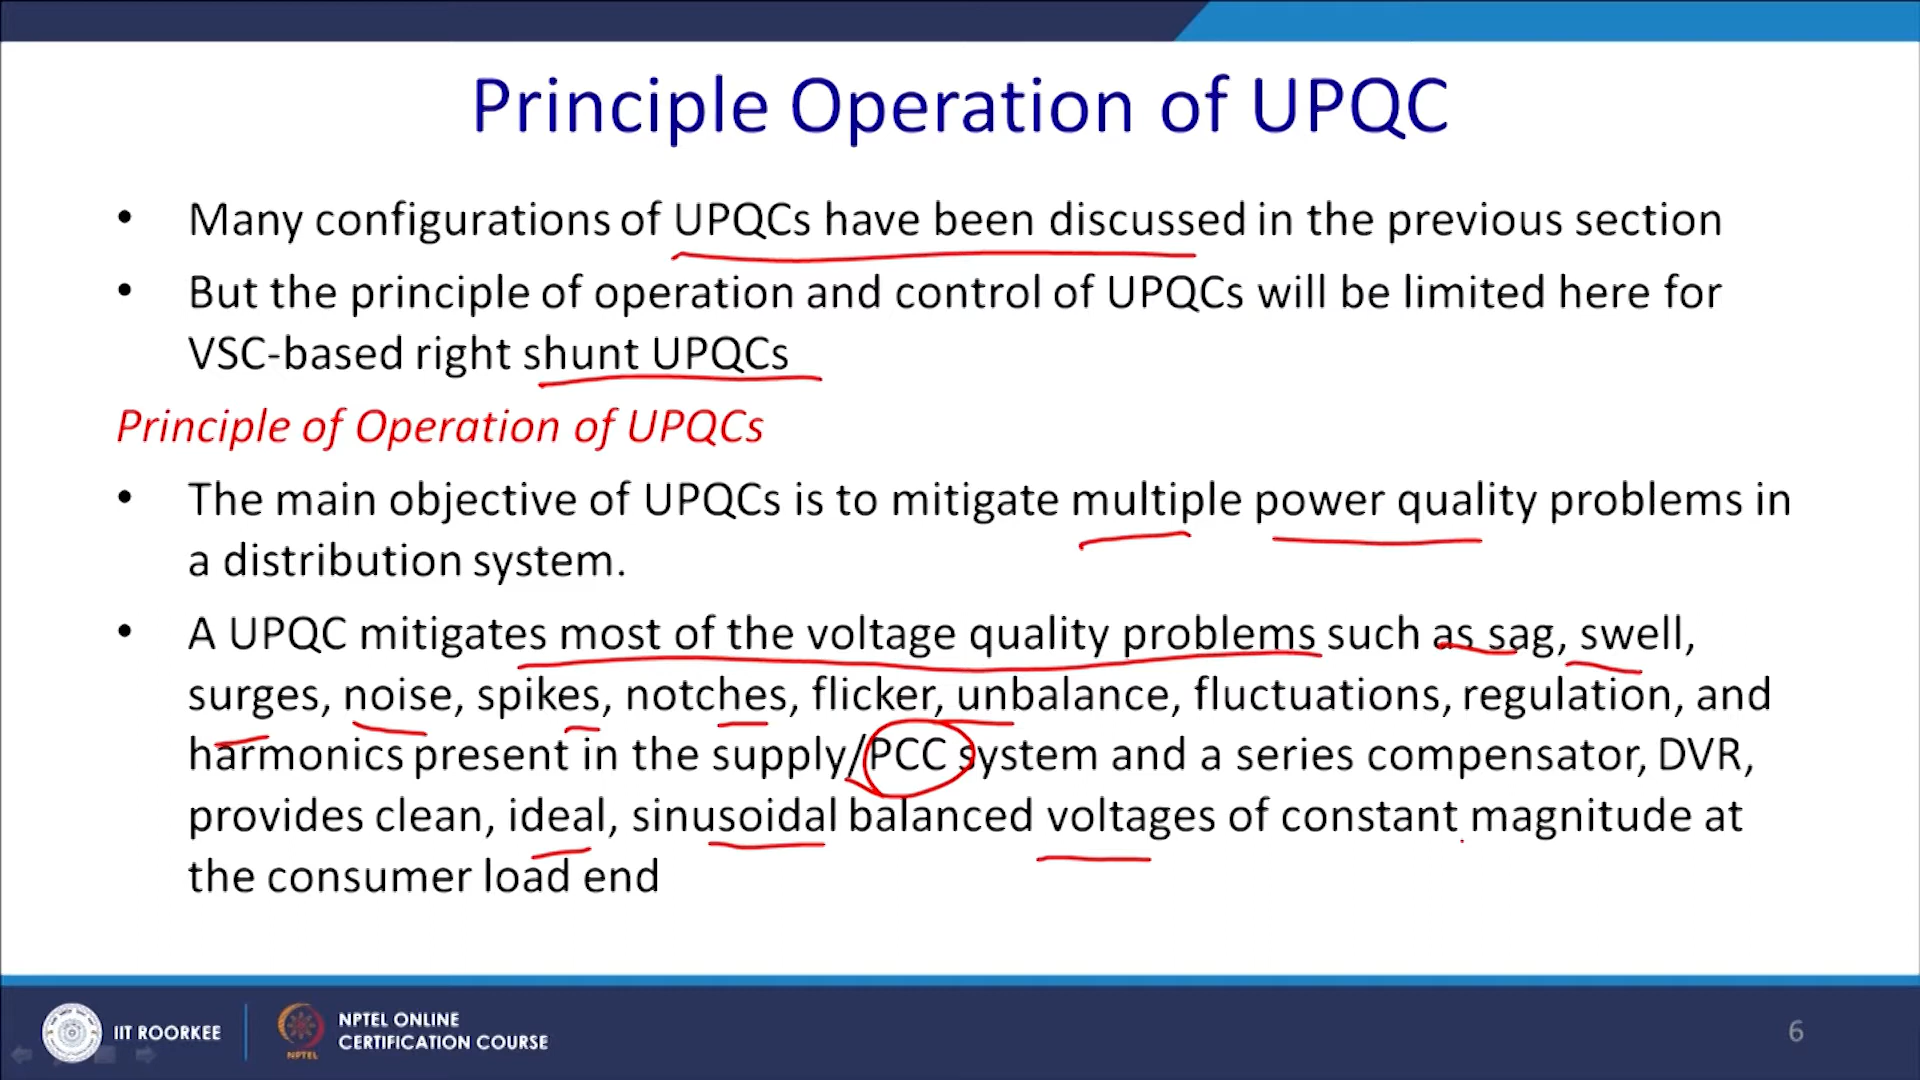 Principle Operation of UPQC
• Many configurations of UPQCs have been discussed in the previous section
• But the principle of operation and control of UPQCs will be limited here for
VSC-based right shunt UPQCs
Principle of Operation of UPQCs
• The main objective of UPQCs is to mitigate multiple power quality problems in
a distribution system.
• A UPQC mitigates most of the voltage quality problems such as sag, swell,
surges, noise, spikes, notches, flicker, unbalance, fluctuations, regulation, and
harmonics present in the supply/PCC system and a series compensator, DVR,
provides clean, ideal, sinusoidal balanced voltages of constant magnitude at
the consumer load end
IIT ROORKEE
NPTEL
NPTEL ONLINE
CERTIFICATION COURSE
6